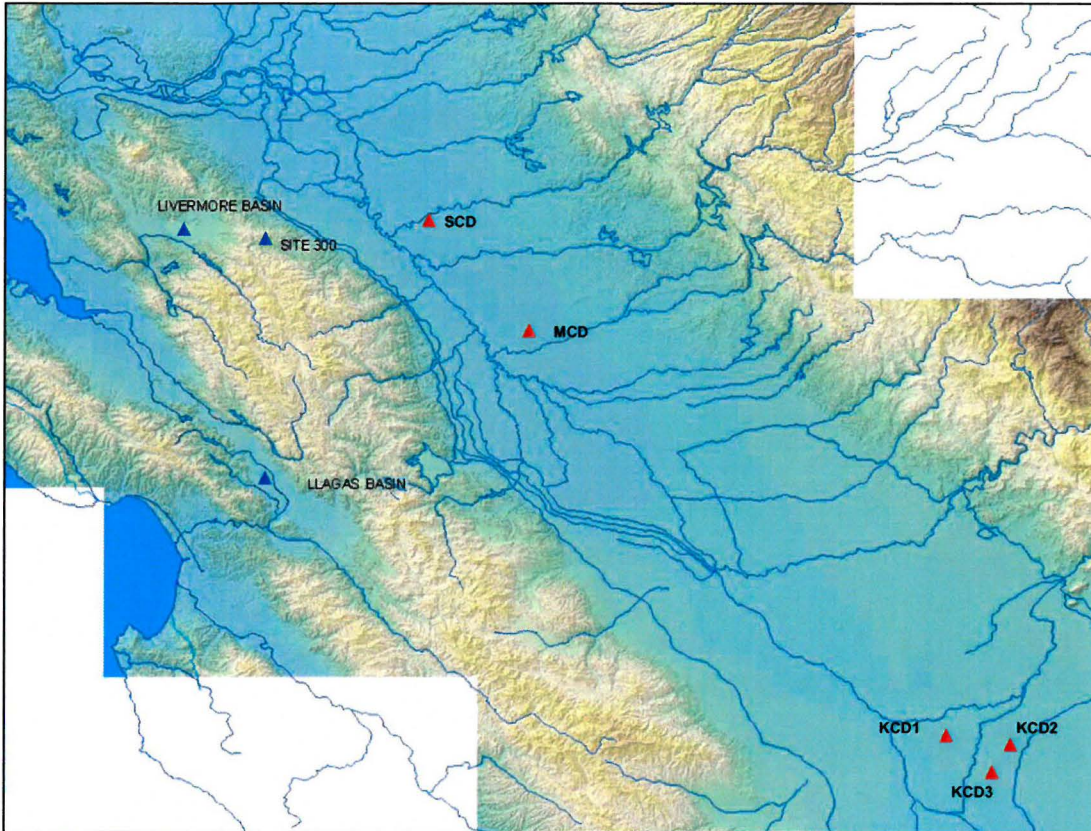 LIVERMORE BASIN
SCD
SITE 300
MCD
LLAGAS BASIN
KCD1
KCD2
KCD3